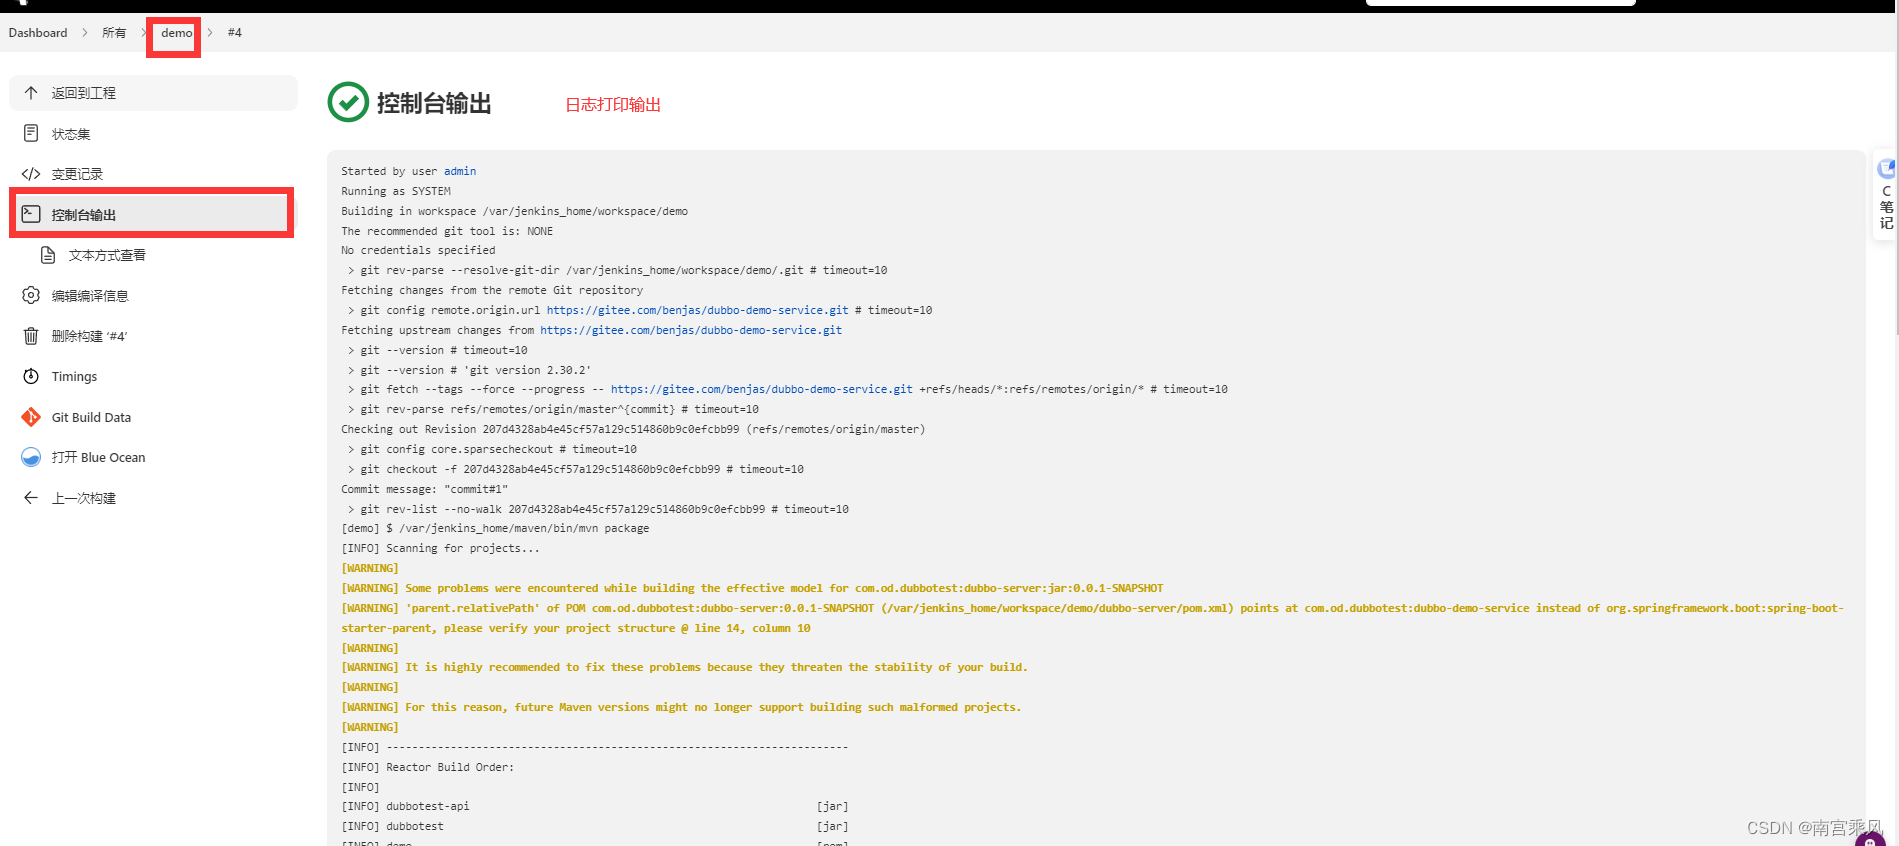 Dashboard > 所有 > demo > #4
返回到工程
状态集
变更记录
控制台输出
文本方式查看
编辑编译信息
删除构建 ‘#4’
Timings
Git Build Data
打开 Blue Ocean
上一次构建
控制台输出
日志打印输出
Started by user admin
Running as SYSTEM
Building in workspace /var/jenkins_home/workspace/demo
The recommended git tool is: NONE
No credentials specified
> git rev-parse --resolve-git-dir /var/jenkins_home/workspace/demo/.git # timeout=10
Fetching changes from the remote Git repository
> git config remote.origin.url https://gitee.com/benjas/dubbo-demo-service.git # timeout=10
Fetching upstream changes from https://gitee.com/benjas/dubbo-demo-service.git
> git --version # timeout=10
> git --version # 'git version 2.30.2'
> git fetch --tags --force --progress -- https://gitee.com/benjas/dubbo-demo-service.git +refs/heads/*:refs/remotes/origin/* # timeout=10
> git rev-parse refs/remotes/origin/master^{commit} # timeout=10
Checking out Revision 207d4328ab4e45cf57a129c514860b9c0efcbb99 (refs/remotes/origin/master)
> git config core.sparsecheckout # timeout=10
> git checkout -f 207d4328ab4e45cf57a129c514860b9c0efcbb99 # timeout=10
Commit message: "commit#1"
> git rev-list --no-walk 207d4328ab4e45cf57a129c514860b9c0efcbb99 # timeout=10
[demo] $ /var/jenkins_home/maven/bin/mvn package
[INFO] Scanning for projects...
[WARNING]
[WARNING] Some problems were encountered while building the effective model for com.od.dubbotest:dubbo-server:jar:0.0.1-SNAPSHOT
[WARNING] 'parent.relativePath' of POM com.od.dubbotest:dubbo-server:0.0.1-SNAPSHOT (/var/jenkins_home/workspace/demo/dubbo-server/pom.xml) points at com.od.dubbotest:dubbo-demo-service instead of org.springframework.boot:spring-boot-
starter-parent, please verify your project structure @ line 14, column 10
[WARNING]
[WARNING] It is highly recommended to fix these problems because they threaten the stability of your build.
[WARNING]
[WARNING] For this reason, future Maven versions might no longer support building such malformed projects.
[WARNING]
[INFO] ------------------------------------------------------------------------
[INFO] Reactor Build Order:
[INFO]
[INFO] dubbotest-api [jar]
[INFO] dubbotest [jar]
[INFO] demo [pom]
C
笔
记
CSDN @南宫乘风